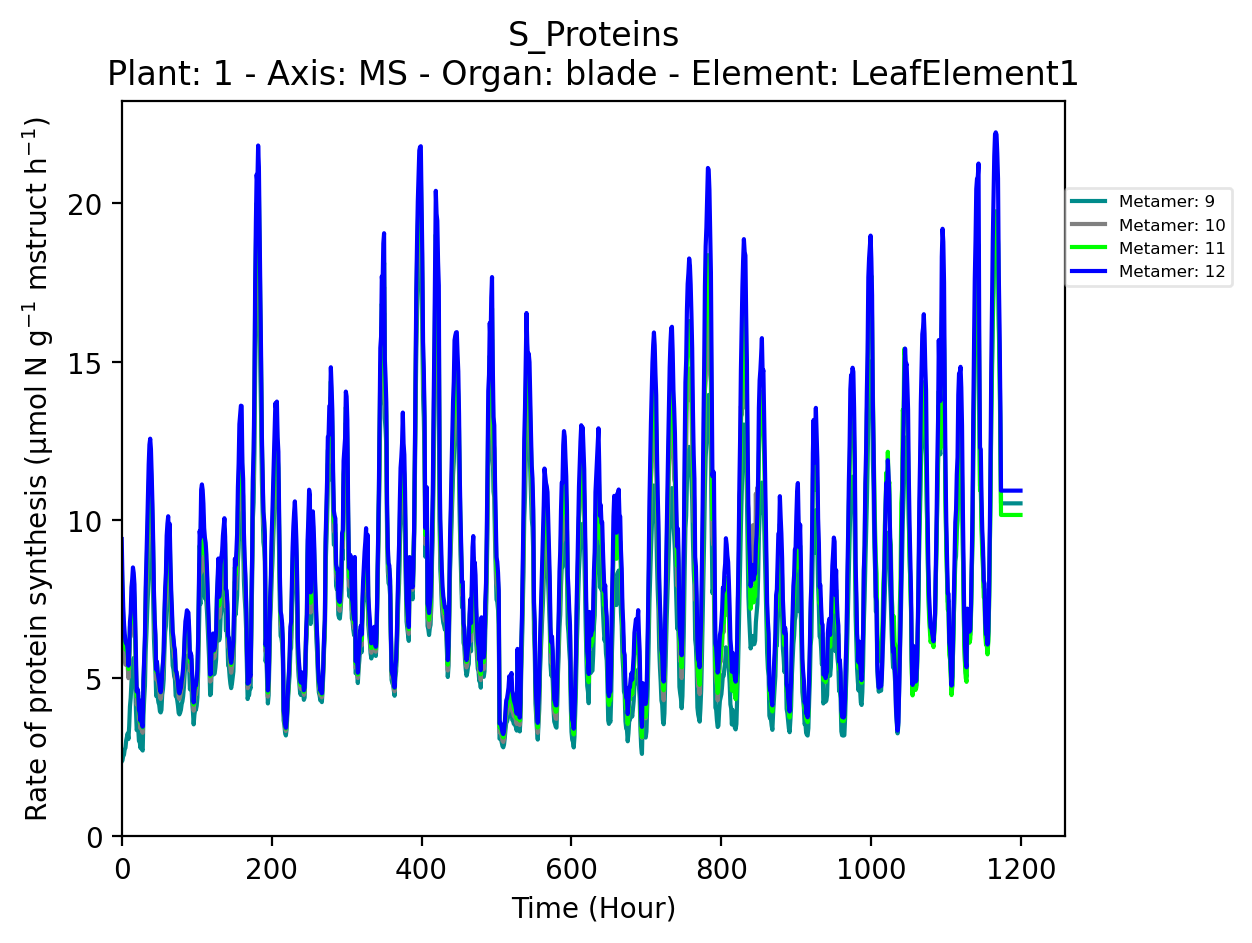 S_Proteins
Plant: 1 - Axis: MS - Organ: blade - Element: LeafElement1
Rate of protein synthesis (µmol N g⁻¹ mstruct h⁻¹)
20
15
10
5
0
0 200 400 600 800 1000 1200
Time (Hour)
Metamer: 9
Metamer: 10
Metamer: 11
Metamer: 12